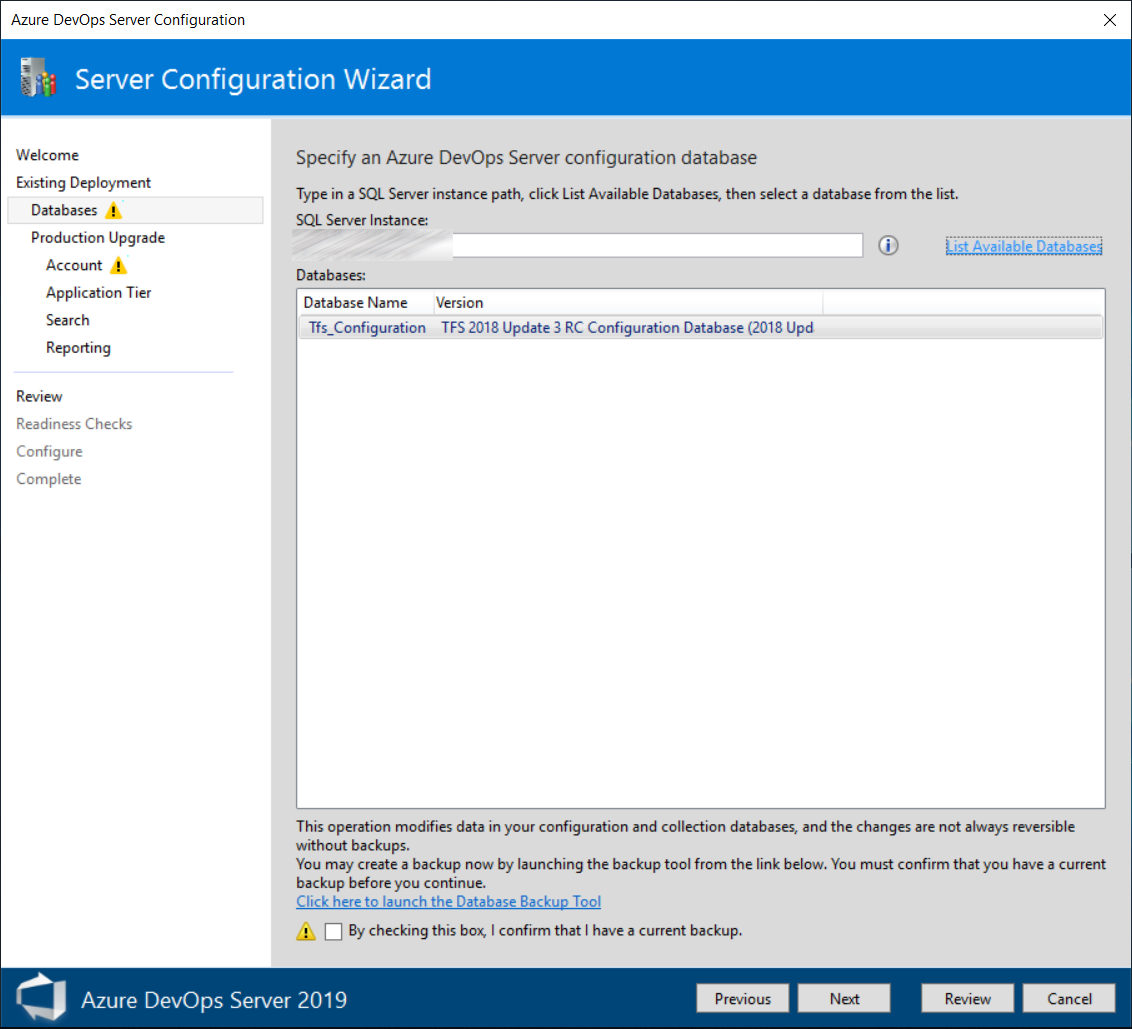 Azure DevOps Server Configuration
Server Configuration Wizard
Welcome
Existing Deployment
Databases
Production Upgrade
Account
Application Tier
Search
Reporting
Review
Readiness Checks
Configure
Complete
Specify an Azure DevOps Server configuration database
Type in a SQL Server instance path, click List Available Databases, then select a database from the list.
SQL Server Instance:
List Available Databases
Databases:
Database Name Version
Tfs_Configuration TFS 2018 Update 3 RC Configuration Database (2018 Upd
This operation modifies data in your configuration and collection databases, and the changes are not always reversible
without backups.
You may create a backup now by launching the backup tool from the link below. You must confirm that you have a current
backup before you continue.
Click here to launch the Database Backup Tool
By checking this box, I confirm that I have a current backup.
Azure DevOps Server 2019
Previous Next Review Cancel